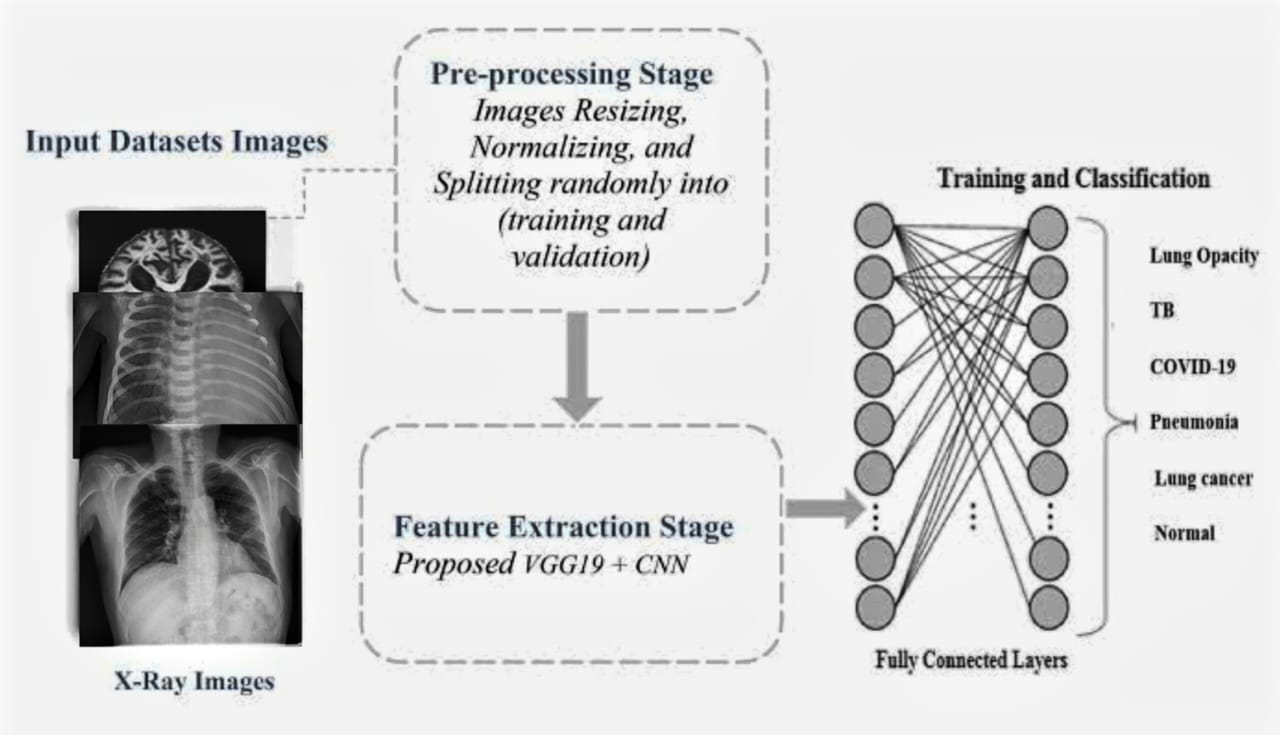 Input Datasets Images
X-Ray Images
Pre-processing Stage
Images Resizing,
Normalizing, and
Splitting randomly into
(training and
validation)
Feature Extraction Stage
Proposed VGG19 + CNN
Training and Classification
Lung Opacity
TB
COVID-19
Pneumonia
Lung cancer
Normal
Fully Connected Layers